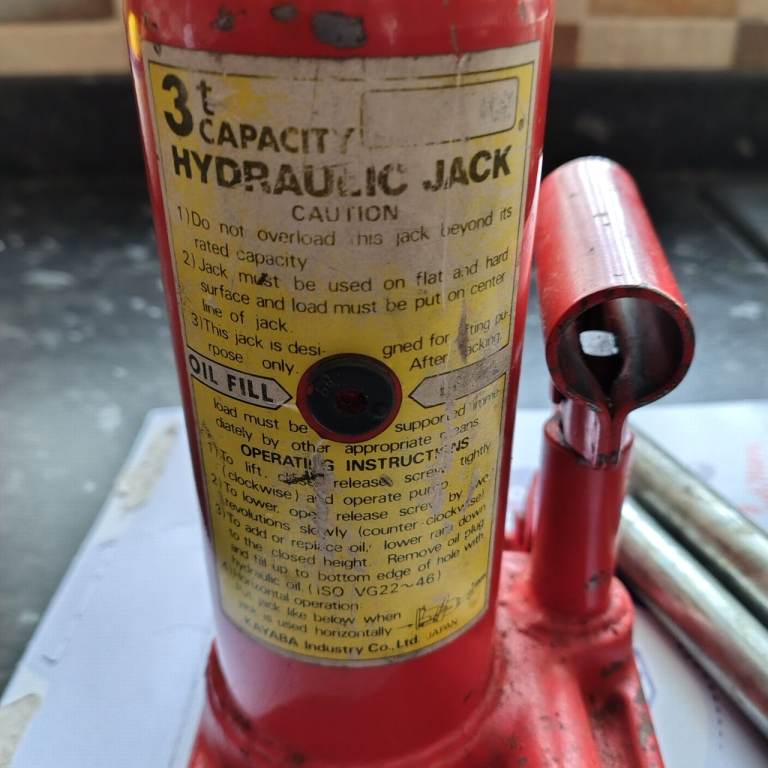 3t
CAPACITY
HYDRAULIC JACK
CAUTION
1) Do not overload this jack beyond its
rated capacity
2) Jack must be used on flat and hard
surface and load must be put on center
line of jack.
3) This jack is desi- gned for lifting pu-
rpose only. After jacking,
OIL FILL
load must be supported imme-
diately by other appropriate means
OPERATING INSTRUCTIONS
1) To lift, close release screw tightly
(clockwise) and operate pump
2) To lower, open release screw by two
revolutions slowly (counter-clockwise)
3) To add or replace oil, lower ram down
to the closed height. Remove oil plug
and fill up to bottom edge of hole with
hydraulic oil. (ISO VG22~46)
4) Horizontal operation:
Put jack like below when
jack is used horizontally
KAYABA Industry Co., Ltd. JAPAN